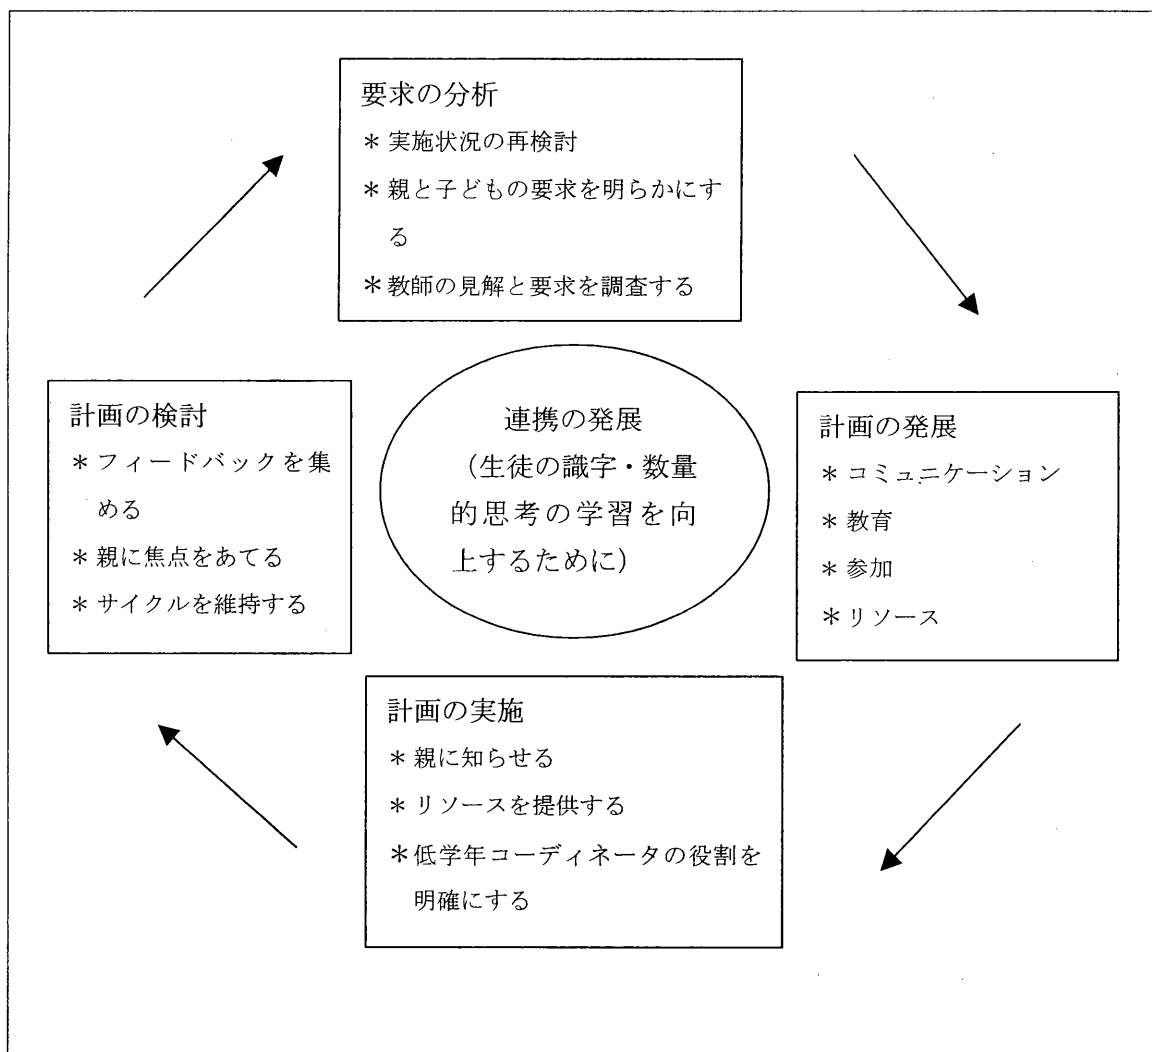 要求の分析
＊実施状況の再検討
＊親と子どもの要求を明らかにす
る
＊教師の見解と要求を調査する
計画の検討
＊フィードバックを集
める
＊親に焦点をあてる
＊サイクルを維持する
連携の発展
（生徒の識字・数量
的思考の学習を向
上するために）
計画の発展
＊コミュニケーション
＊教育
＊参加
＊リソース
計画の実施
＊親に知らせる
＊リソースを提供する
＊低学年コーディネータの役割を
明確にする